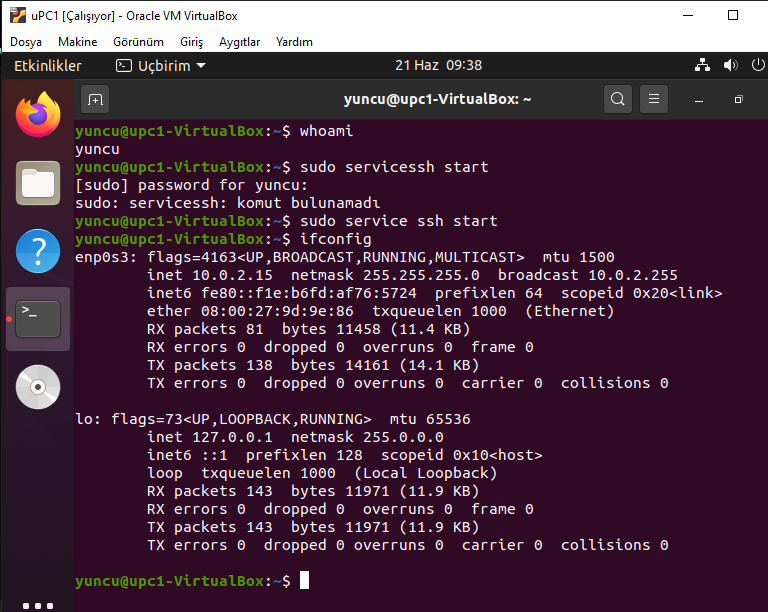 uPC1 [Çalışıyor] - Oracle VM VirtualBox
Dosya Makine Görünüm Giriş Aygıtlar Yardım
Etkinlikler Uçbirim 21 Haz 09:38
yuncu@upc1-VirtualBox: ~
yuncu@upc1-VirtualBox:~$ whoami
yuncu
yuncu@upc1-VirtualBox:~$ sudo servicessh start
[sudo] password for yuncu:
sudo: servicessh: komut bulunamadı
yuncu@upc1-VirtualBox:~$ sudo service ssh start
yuncu@upc1-VirtualBox:~$ ifconfig
enp0s3: flags=4163<UP,BROADCAST,RUNNING,MULTICAST>  mtu 1500
        inet 10.0.2.15  netmask 255.255.255.0  broadcast 10.0.2.255
        inet6 fe80::f1e:b6fd:af76:5724  prefixlen 64  scopeid 0x20<link>
        ether 08:00:27:9d:9e:86  txqueuelen 1000  (Ethernet)
        RX packets 81  bytes 11458 (11.4 KB)
        RX errors 0  dropped 0  overruns 0  frame 0
        TX packets 138  bytes 14161 (14.1 KB)
        TX errors 0  dropped 0 overruns 0  carrier 0  collisions 0
lo: flags=73<UP,LOOPBACK,RUNNING>  mtu 65536
        inet 127.0.0.1  netmask 255.0.0.0
        inet6 ::1  prefixlen 128  scopeid 0x10<host>
        loop  txqueuelen 1000  (Local Loopback)
        RX packets 143  bytes 11971 (11.9 KB)
        RX errors 0  dropped 0  overruns 0  frame 0
        TX packets 143  bytes 11971 (11.9 KB)
        TX errors 0  dropped 0 overruns 0  carrier 0  collisions 0
yuncu@upc1-VirtualBox:~$